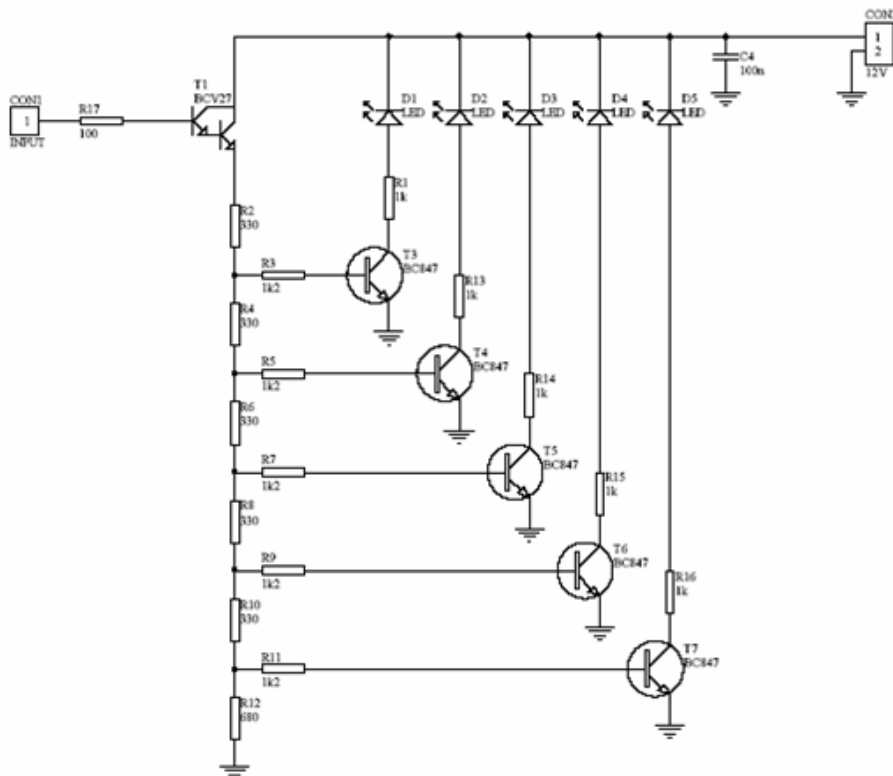 CON
1
2
12V
C4
100n
T1
BCV27
CON1
1
INPUT
R17
100
D1
LED
D2
LED
D3
LED
D4
LED
D5
LED
R1
1k
R2
330
R3
1k2
T3
BC847
R13
1k
R4
330
R5
1k2
T4
BC847
R14
1k
R6
330
R7
1k2
T5
BC847
R15
1k
R8
330
R9
1k2
T6
BC847
R16
1k
R10
330
R11
1k2
T7
BC847
R12
680